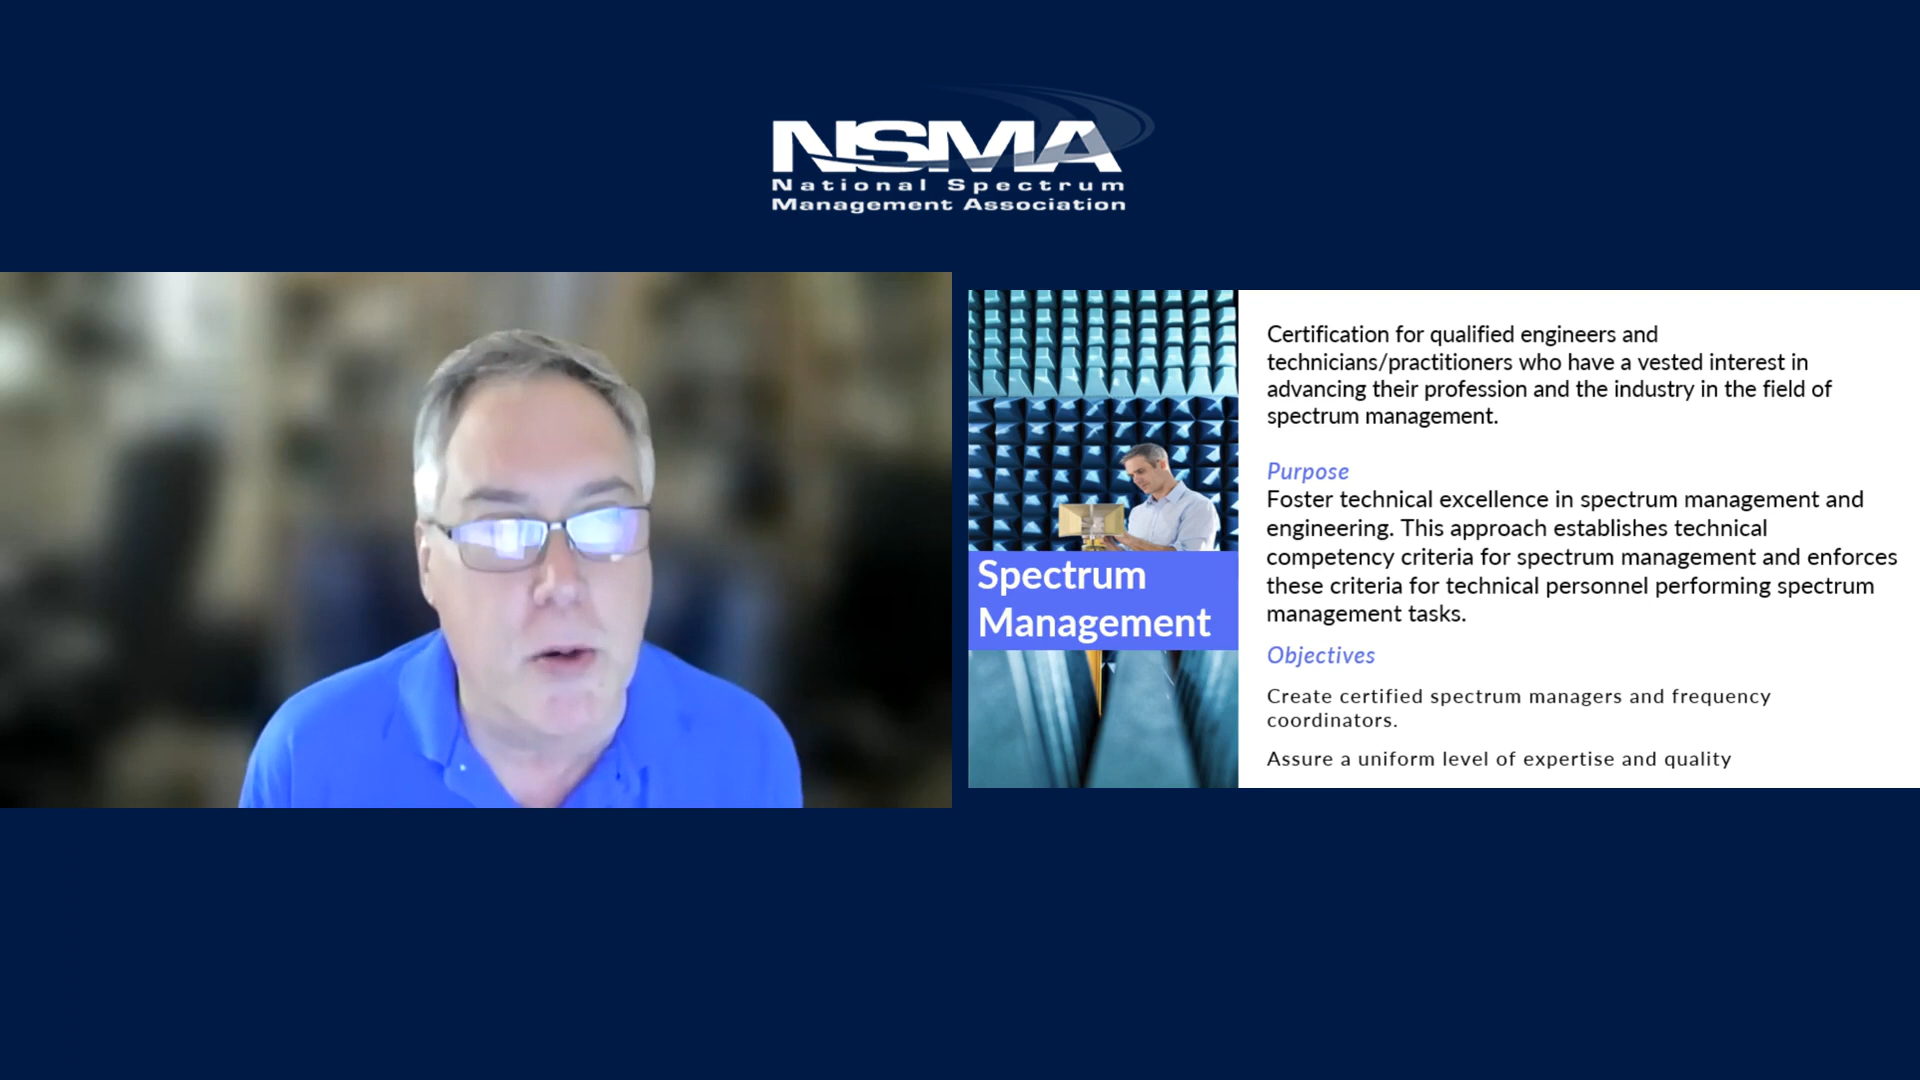 NSMA
National Spectrum
Management Association
Spectrum
Management
Certification for qualified engineers and
technicians/practitioners who have a vested interest in
advancing their profession and the industry in the field of
spectrum management.
Purpose
Foster technical excellence in spectrum management and
engineering. This approach establishes technical
competency criteria for spectrum management and enforces
these criteria for technical personnel performing spectrum
management tasks.
Objectives
Create certified spectrum managers and frequency
coordinators.
Assure a uniform level of expertise and quality